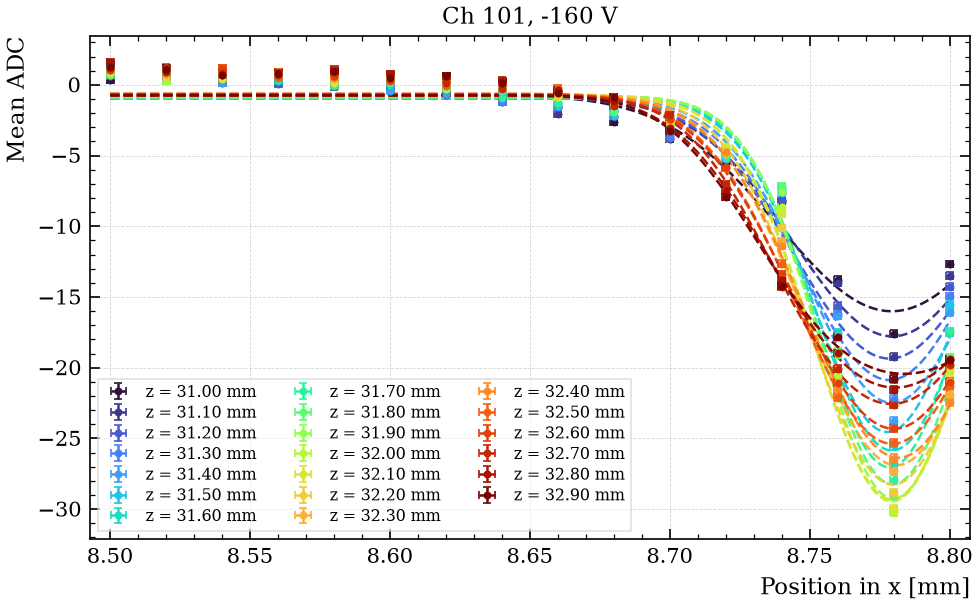 Ch 101, -160 V
Mean ADC
0
−5
−10
−15
−20
−25
−30
z = 31.00 mm
z = 31.10 mm
z = 31.20 mm
z = 31.30 mm
z = 31.40 mm
z = 31.50 mm
z = 31.60 mm
z = 31.70 mm
z = 31.80 mm
z = 31.90 mm
z = 32.00 mm
z = 32.10 mm
z = 32.20 mm
z = 32.30 mm
z = 32.40 mm
z = 32.50 mm
z = 32.60 mm
z = 32.70 mm
z = 32.80 mm
z = 32.90 mm
8.50 8.55 8.60 8.65 8.70 8.75 8.80
Position in x [mm]